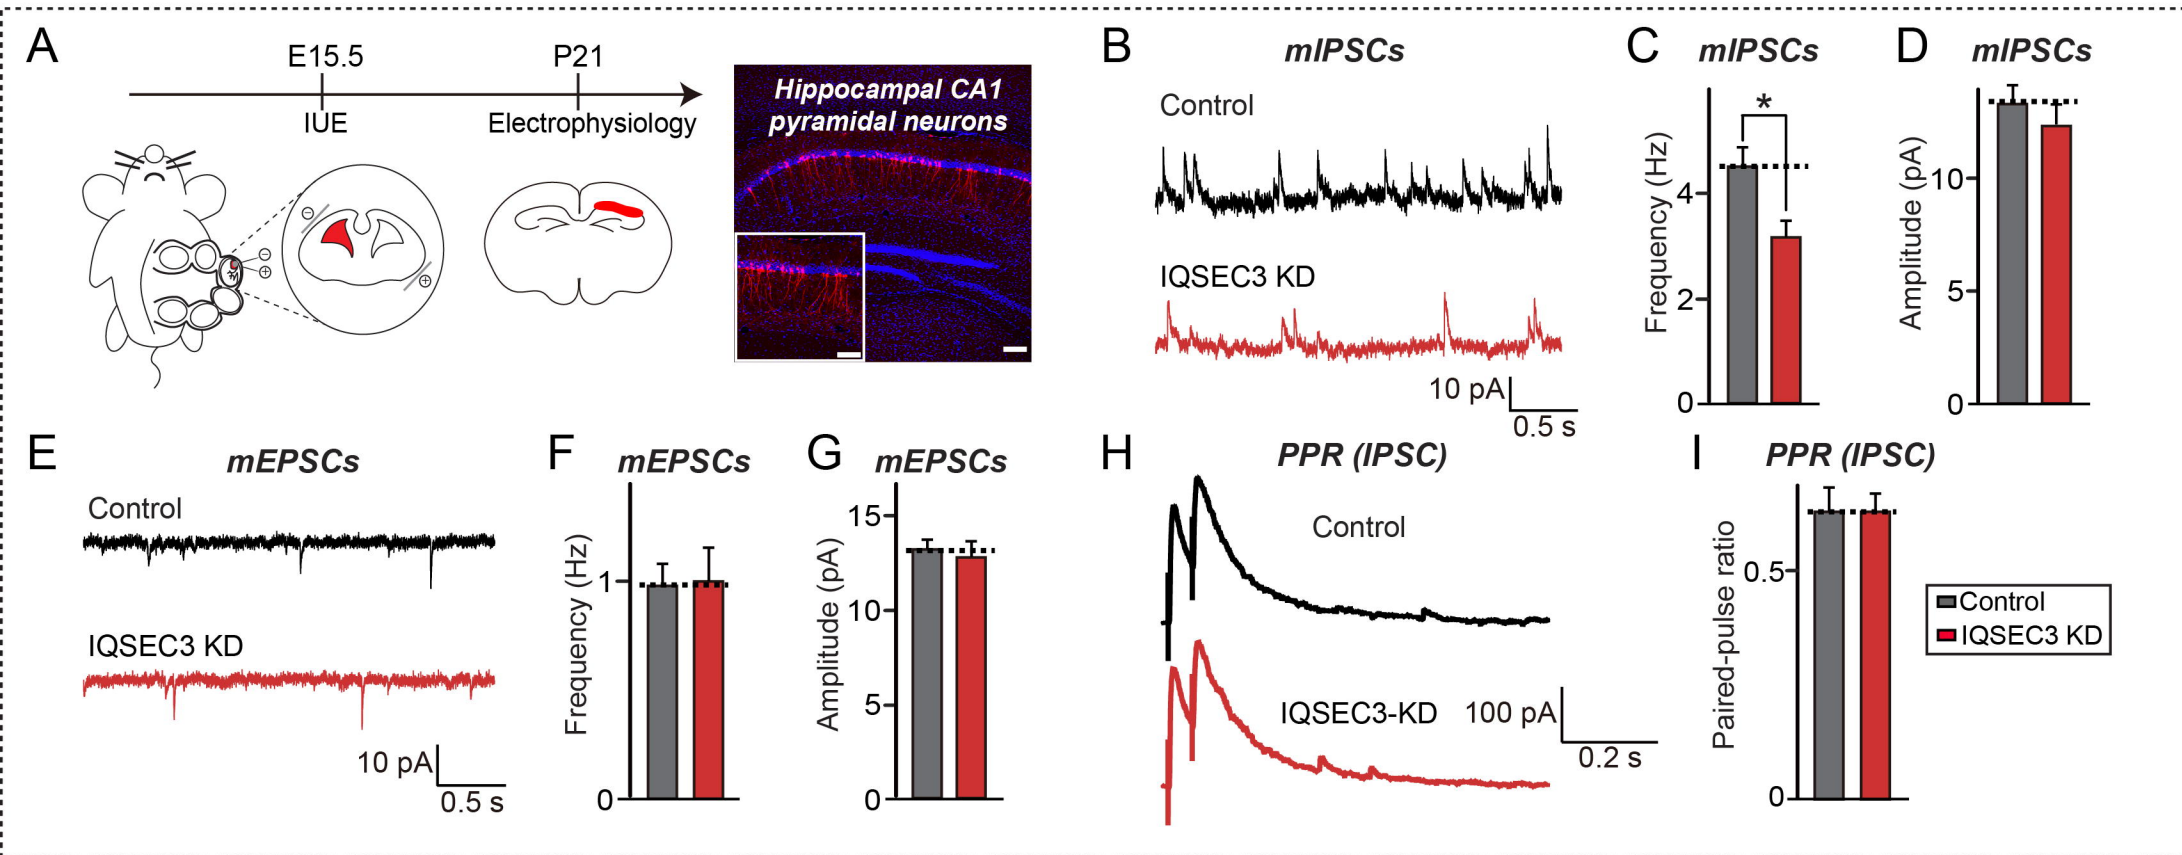 A
E15.5
P21
IUE
Electrophysiology
Hippocampal CA1
pyramidal neurons
B
mIPSCs
Control
IQSEC3 KD
10 pA
0.5 s
C
mIPSCs
*
Frequency (Hz)
4
2
0
D
mIPSCs
Amplitude (pA)
10
5
0
E
mEPSCs
Control
IQSEC3 KD
10 pA
0.5 s
F
mEPSCs
Frequency (Hz)
1
0
G
mEPSCs
Amplitude (pA)
15
10
5
0
H
PPR (IPSC)
Control
IQSEC3-KD
100 pA
0.2 s
I
PPR (IPSC)
Paired-pulse ratio
0.5
0
Control
IQSEC3 KD